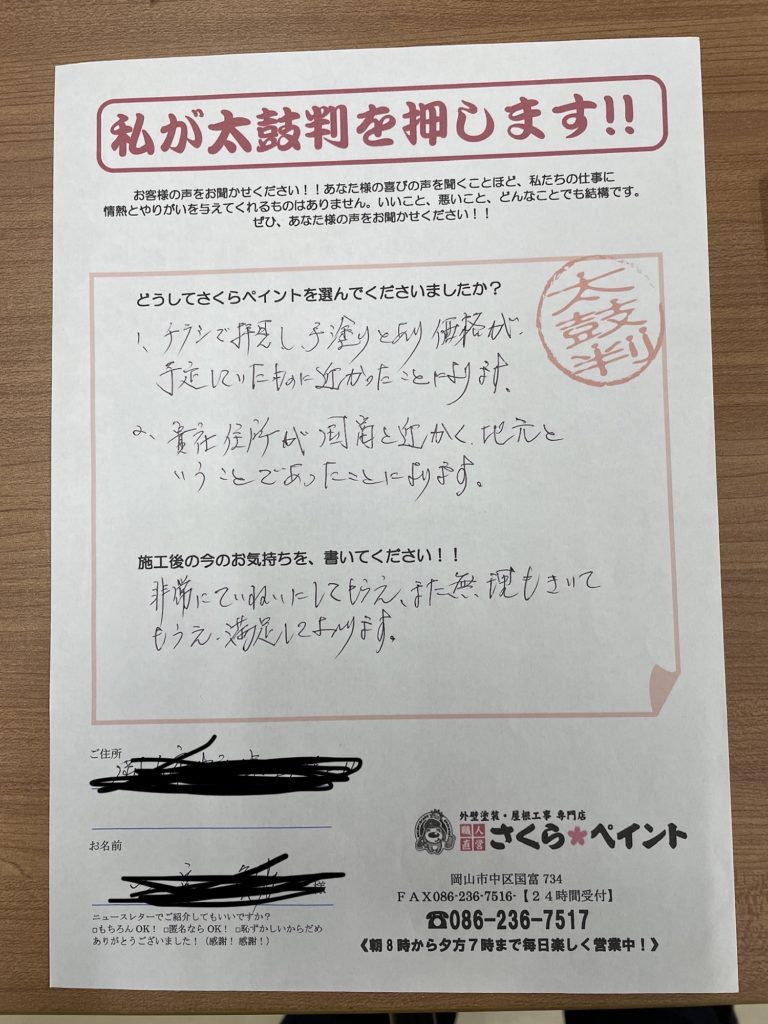 私が太鼓判を押します!!
お客様の声をお聞かせください！！あなた様の喜びの声を聞くことほど、私たちの仕事に
情熱とやりがいを与えてくれるものはありません。いいこと、悪いこと、どんなことでも結構です。
ぜひ、あなた様の声をお聞かせください！！
太鼓判
どうしてさくらペイントを選んでくださいましたか？
1、チラシで拝見し、予塗りとあり価格が、
予定していたものに近かったことによります。
2、貴社住所が国富と近かく、地元と
いうことであったことによります。
施工後の今のお気持ちを、書いてください！！
非常にていねいにしてもらえ、また無理もきいて
もらえ、満足しております。
ご住所
お名前
様
ニュースレターでご紹介してもいいですか？
□もちろんOK！ □匿名ならOK！ □恥ずかしいからだめ
ありがとうございました！（感謝！感謝！）
外壁塗装・屋根工事 専門店
職人直営 さくらペイント
岡山市中区国富734
ＦＡＸ086-236-7516-【２４時間受付】
☎086-236-7517
《朝８時から夕方７時まで毎日楽しく営業中！》